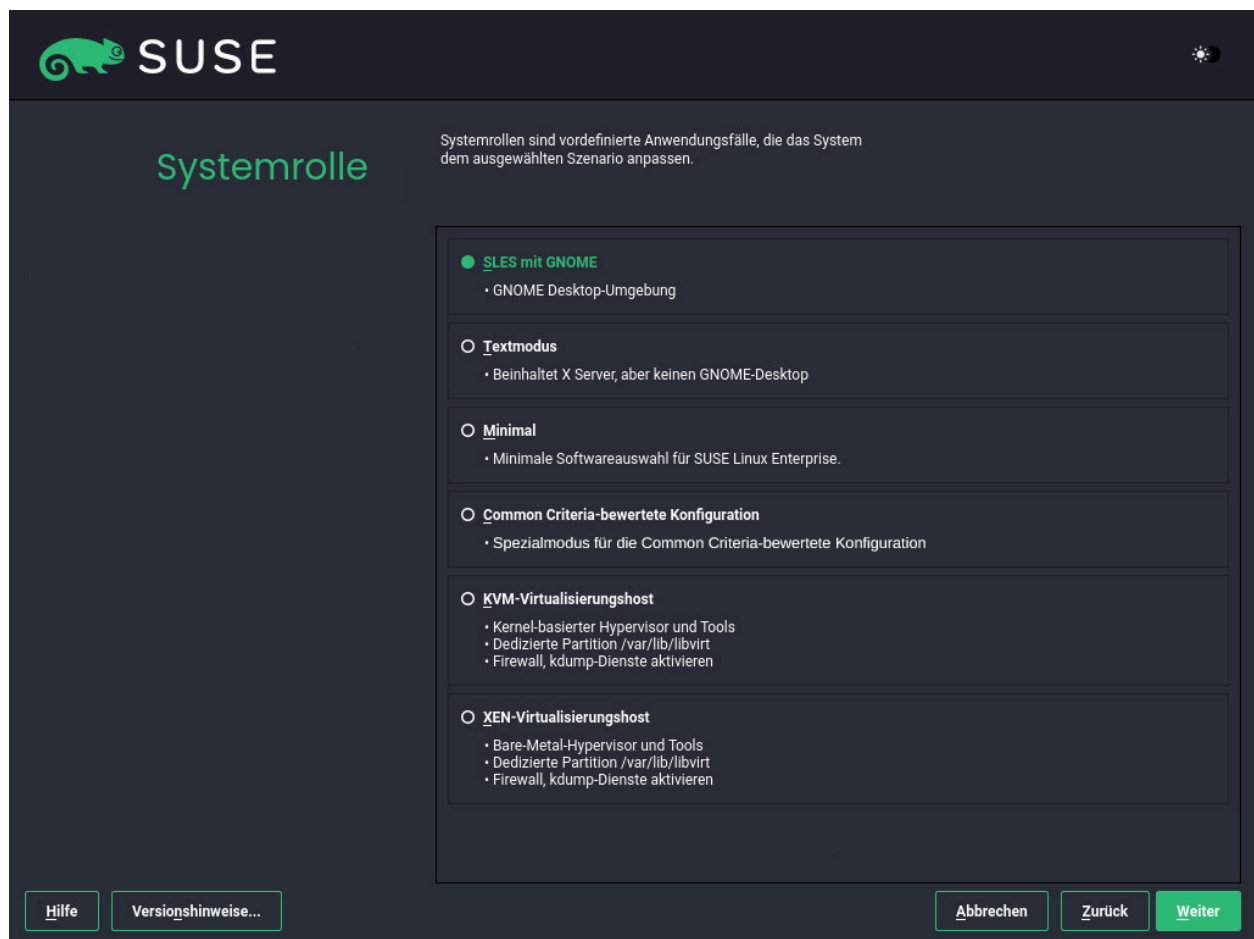 SUSE
Systemrolle
Systemrollen sind vordefinierte Anwendungsfälle, die das System
dem ausgewählten Szenario anpassen.
SLES mit GNOME
• GNOME Desktop-Umgebung
Textmodus
• Beinhaltet X Server, aber keinen GNOME-Desktop
Minimal
• Minimale Softwareauswahl für SUSE Linux Enterprise.
Common Criteria-bewertete Konfiguration
• Spezialmodus für die Common Criteria-bewertete Konfiguration
KVM-Virtualisierungshost
• Kernel-basierter Hypervisor und Tools
• Dedizierte Partition /var/lib/libvirt
• Firewall, kdump-Dienste aktivieren
XEN-Virtualisierungshost
• Bare-Metal-Hypervisor und Tools
• Dedizierte Partition /var/lib/libvirt
• Firewall, kdump-Dienste aktivieren
Hilfe
Versionshinweise...
Abbrechen
Zurück
Weiter